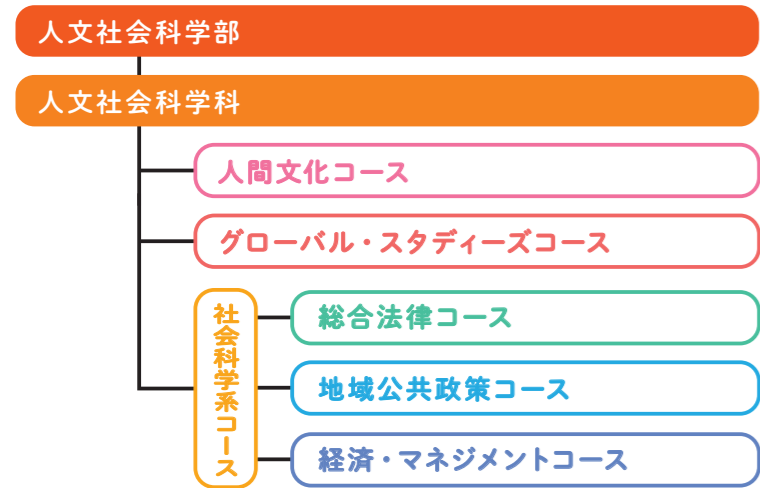 人文社会科学部
人文社会科学科
人間文化コース
グローバル・スタディーズコース
社会科学系コース
総合法律コース
地域公共政策コース
経済・マネジメントコース